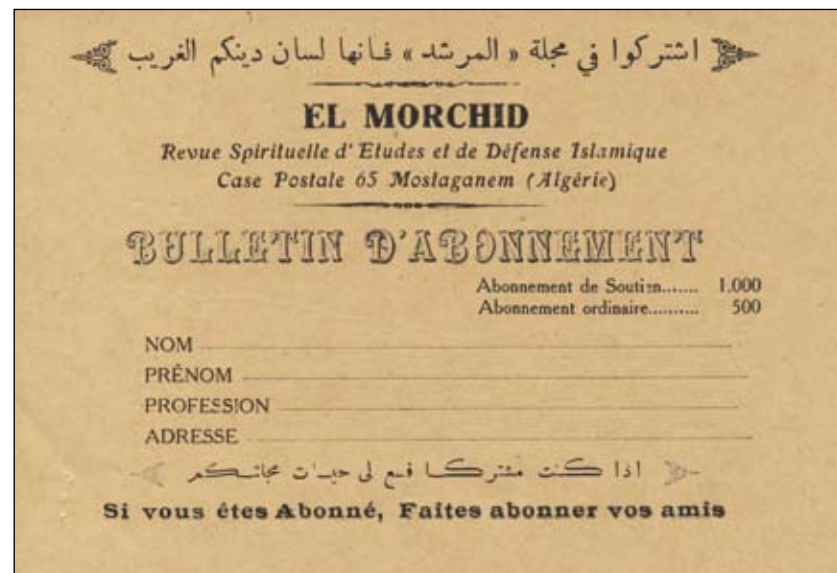 اشتركوا في مجلة « المرشد » فانها لسان دينكم الغريب
EL MORCHID
Revue Spirituelle d'Etudes et de Défense Islamique
Case Postale 65 Mostaganem (Algérie)
BULLETIN D'ABONNEMENT
Abonnement de Soutien....... 1.000
Abonnement ordinaire.......... 500
NOM
PRÉNOM
PROFESSION
ADRESSE
اذا كنت مشتركا
Si vous êtes Abonné, Faites abonner vos amis